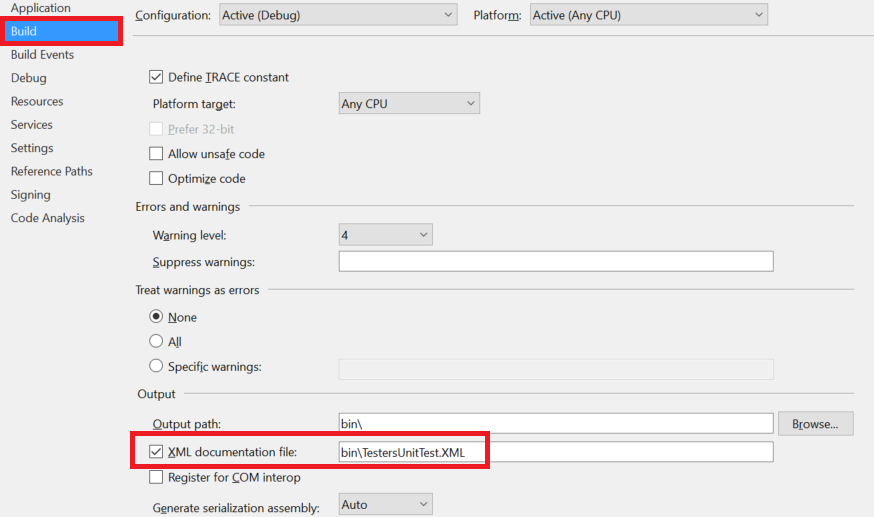 Application
Build
Build Events
Debug
Resources
Services
Settings
Reference Paths
Signing
Code Analysis
Configuration: Active (Debug) Platform: Active (Any CPU)
Define TRACE constant
Platform target: Any CPU
Prefer 32-bit
Allow unsafe code
Optimize code
Errors and warnings
Warning level: 4
Suppress warnings:
Treat warnings as errors
None
All
Specific warnings:
Output
Output path: bin\ Browse...
XML documentation file: bin\TestersUnitTest.XML
Register for COM interop
Generate serialization assembly: Auto